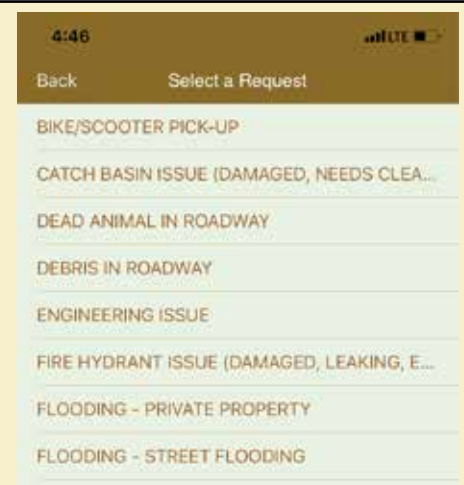 4:46 LTE
Back Select a Request
BIKE/SCOOTER PICK-UP
CATCH BASIN ISSUE (DAMAGED, NEEDS CLEA...
DEAD ANIMAL IN ROADWAY
DEBRIS IN ROADWAY
ENGINEERING ISSUE
FIRE HYDRANT ISSUE (DAMAGED, LEAKING, E...
FLOODING - PRIVATE PROPERTY
FLOODING - STREET FLOODING